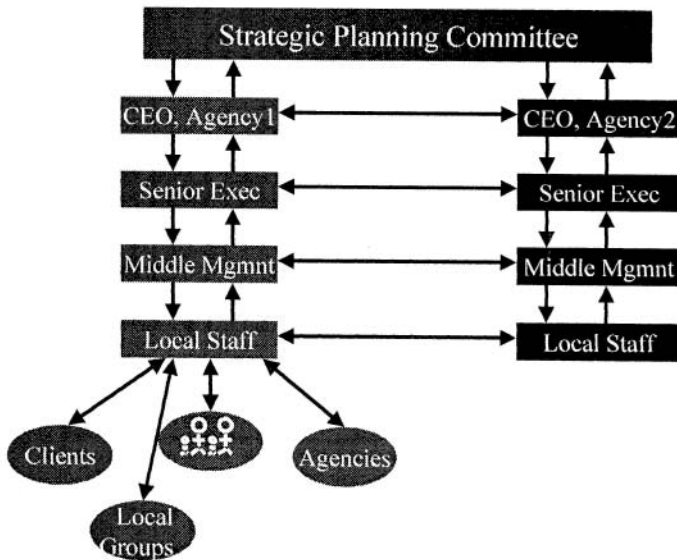 Strategic Planning Committee
CEO, Agency1
CEO, Agency2
Senior Exec
Senior Exec
Middle Mgmnt
Middle Mgmnt
Local Staff
Local Staff
Clients
Agencies
Local
Groups